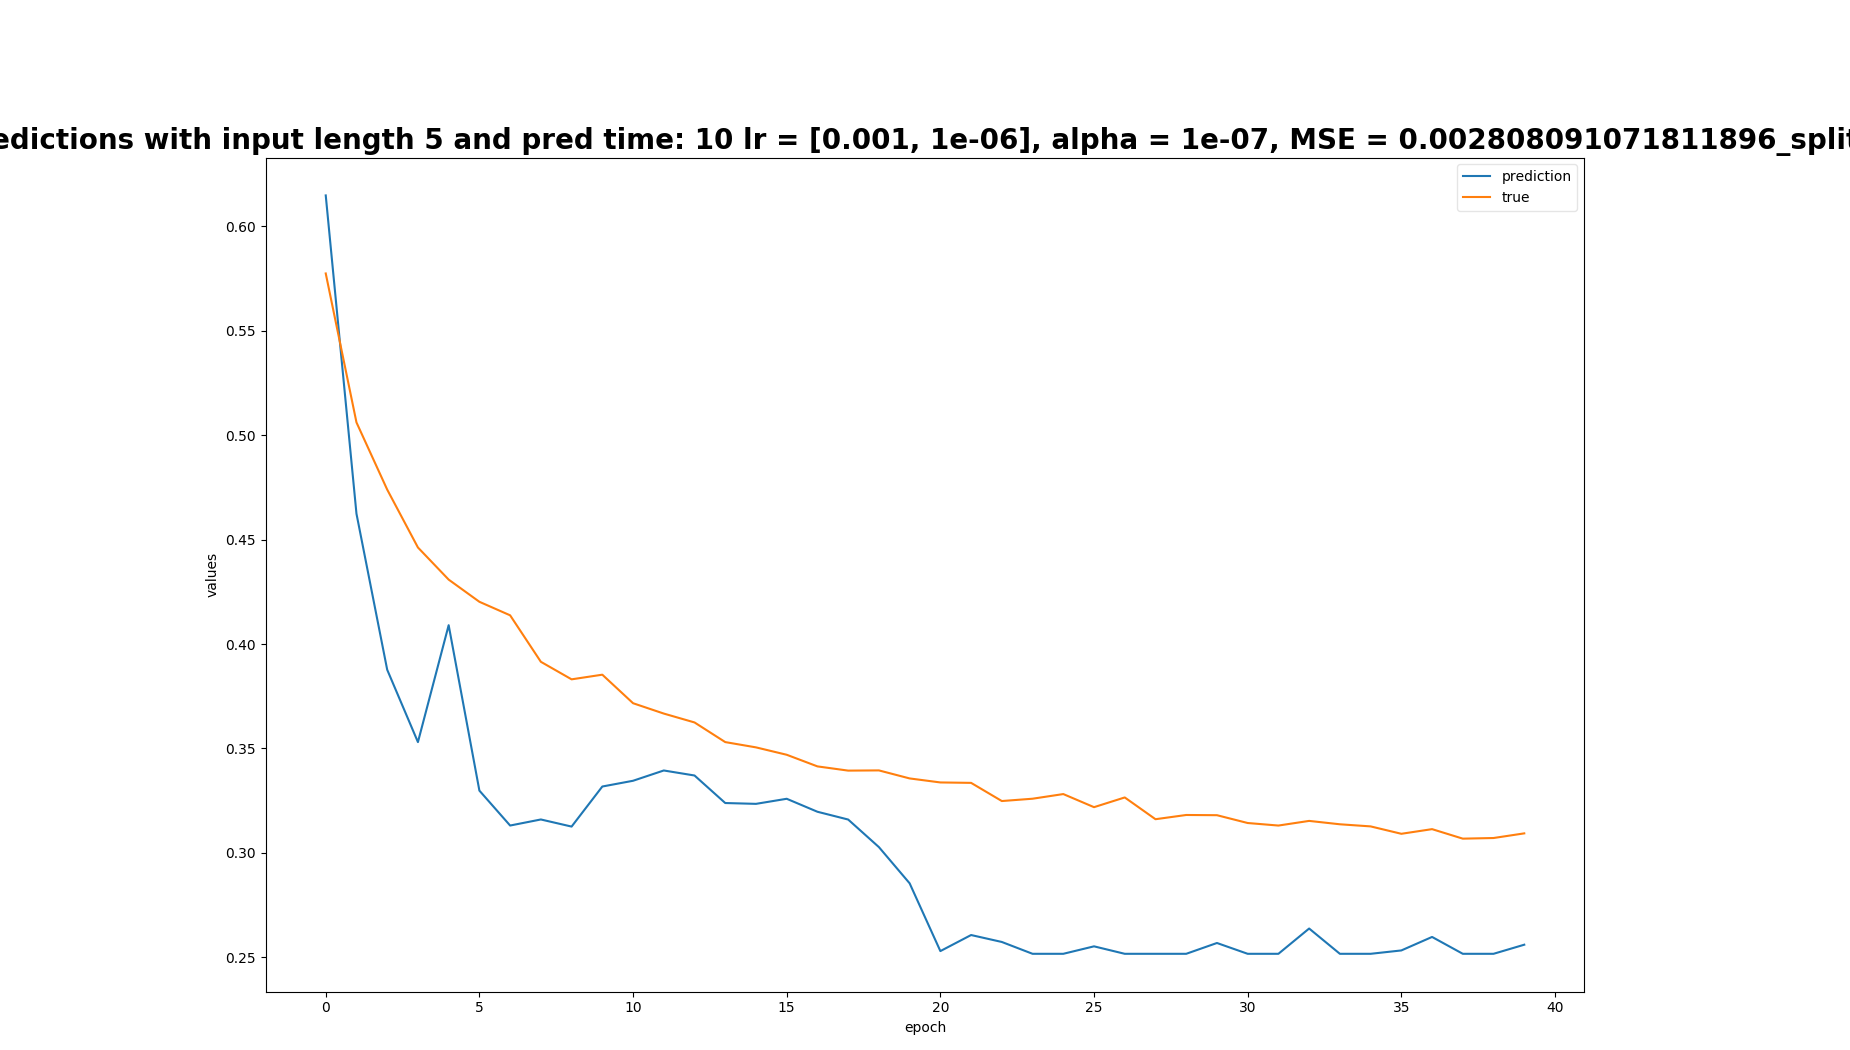 edictions with input length 5 and pred time: 10 lr = [0.001, 1e-06], alpha = 1e-07, MSE = 0.002808091071811896_split
prediction
true
0.60
0.55
0.50
0.45
0.40
0.35
0.30
0.25
values
0 5 10 15 20 25 30 35 40
epoch